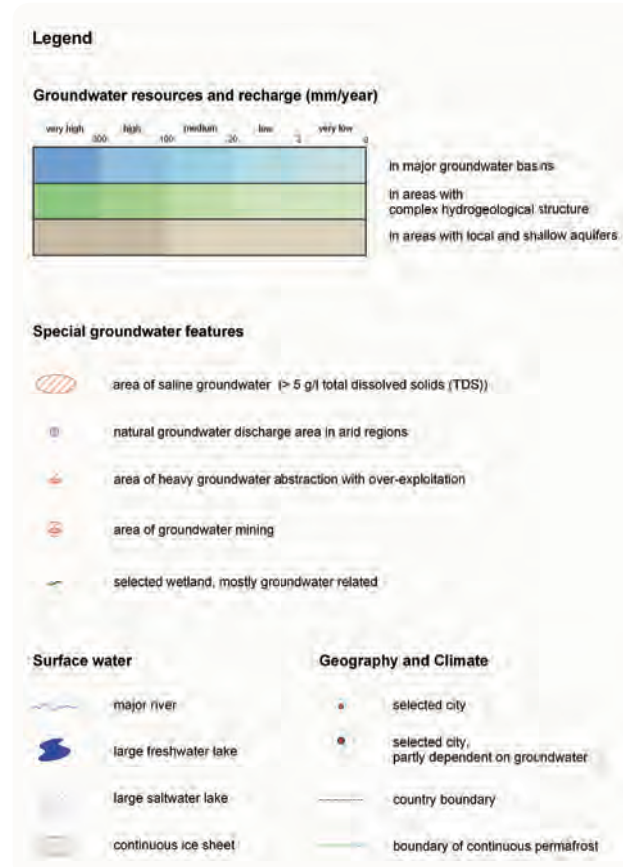 Legend
Groundwater resources and recharge (mm/year)
very high high medium low very low
300 100 20 2 0
in major groundwater basins
in areas with
complex hydrogeological structure
in areas with local and shallow aquifers
Special groundwater features
area of saline groundwater (> 5 g/l total dissolved solids (TDS))
natural groundwater discharge area in arid regions
area of heavy groundwater abstraction with over-exploitation
area of groundwater mining
selected wetland, mostly groundwater related
Surface water
major river
large freshwater lake
large saltwater lake
continuous ice sheet
Geography and Climate
selected city
selected city,
partly dependent on groundwater
country boundary
boundary of continuous permafrost